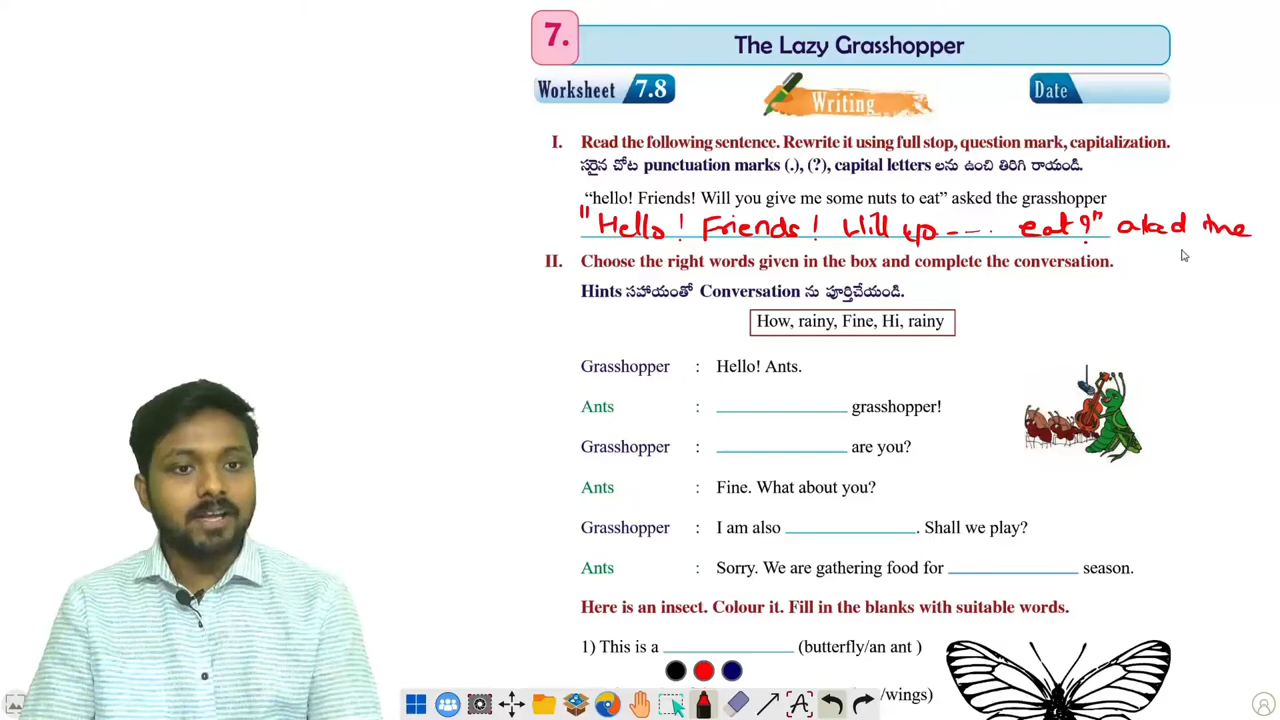 7.
The Lazy Grasshopper
Worksheet 7.8
Writing
Date
I. Read the following sentence. Rewrite it using full stop, question mark, capitalization.
సరైన చోట punctuation marks (.), (?), capital letters లను ఉంచి తిరిగి రాయండి.
“hello! Friends! Will you give me some nuts to eat” asked the grasshopper
"Hello! Friends! Will yo ---- eat?" asked the
II. Choose the right words given in the box and complete the conversation.
Hints సహాయంతో Conversation ను పూర్తిచేయండి.
How, rainy, Fine, Hi, rainy
Grasshopper : Hello! Ants.
Ants : ____________ grasshopper!
Grasshopper : ____________ are you?
Ants : Fine. What about you?
Grasshopper : I am also ____________. Shall we play?
Ants : Sorry. We are gathering food for ____________ season.
Here is an insect. Colour it. Fill in the blanks with suitable words.
1) This is a ____________ (butterfly/an ant )
/wings)